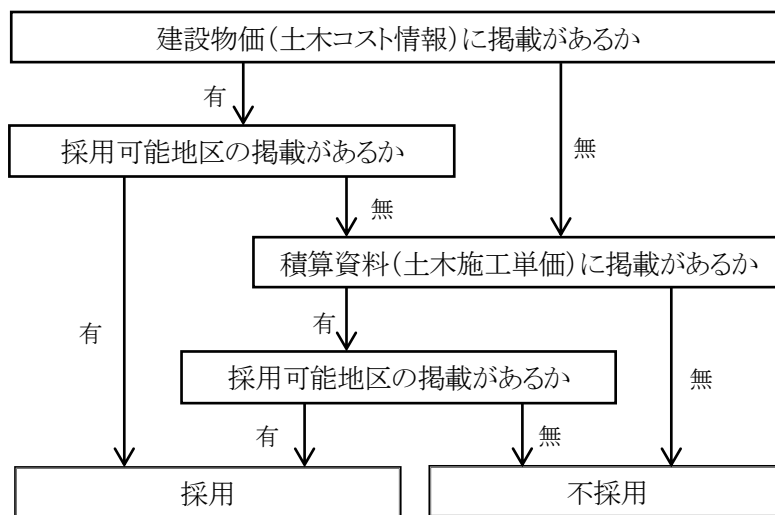 建設物価（土木コスト情報）に掲載があるか
有
採用可能地区の掲載があるか
無
無
積算資料（土木施工単価）に掲載があるか
有
有
採用可能地区の掲載があるか
無
有
無
採用
不採用